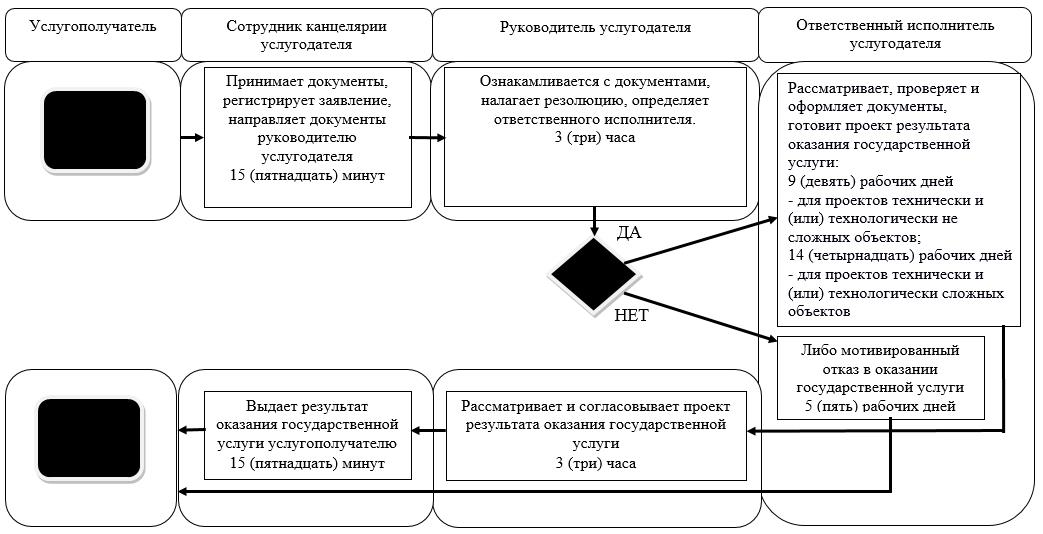 Услугополучатель
Сотрудник канцелярии
услугодателя
Руководитель услугодателя
Ответственный исполнитель
услугодателя
Принимает документы,
регистрирует заявление,
направляет документы
руководителю
услугодателя
15 (пятнадцать) минут
Ознакамливается с документами,
налагает резолюцию, определяет
ответственного исполнителя.
3 (три) часа
Рассматривает, проверяет и
оформляет документы,
готовит проект результата
оказания государственной
услуги:
9 (девять) рабочих дней
- для проектов технически и
(или) технологически не
сложных объектов;
14 (четырнадцать) рабочих дней
- для проектов технически и
(или) технологически сложных
объектов
ДА
НЕТ
Либо мотивированный
отказ в оказании
государственной услуги
5 (пять) рабочих дней
Выдает результат
оказания государственной
услуги услугополучателю
15 (пятнадцать) минут
Рассматривает и согласовывает проект
результата оказания государственной
услуги
3 (три) часа